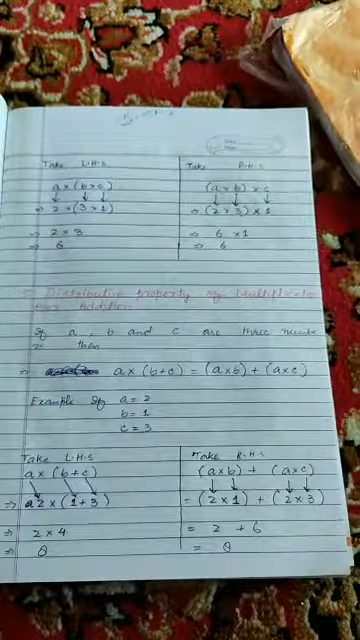 Take L.H.S
a × (b × c)
⇒ 2 × (3 × 1)
⇒ 2 × 3
⇒ 6
Take R.H.S
(a × b) × c
⇒ (2 × 3) × 1
⇒ 6 × 1
⇒ 6
Distributive property of Multiplicatio
over Addition
If a, b and c are three numbe
then
⇒ a × (b + c) = (a × b) + (a × c)
Example If a = 2
b = 1
c = 3
Take L.H.S
a × (b + c)
⇒ 2 × (1 + 3)
⇒ 2 × 4
⇒ 8
Take R.H.S
(a × b) + (a × c)
= (2 × 1) + (2 × 3)
= 2 + 6
= 8